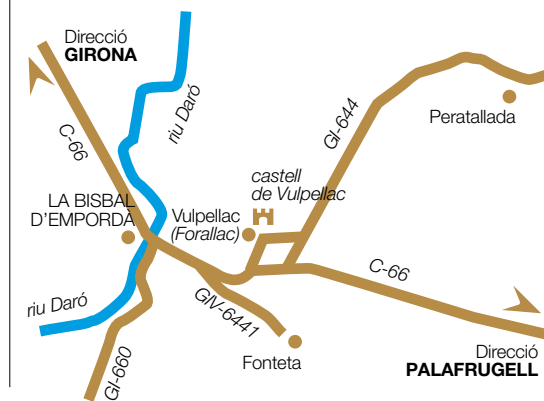 Direcció
GIRONA
riu Daró
C-66
GI-644
Peratallada
castell
de Vulpellac
LA BISBAL
D'EMPORDÀ
Vulpellac
(Forallac)
C-66
riu Daró
GIV-6441
GI-660
Fonteta
Direcció
PALAFRUGELL